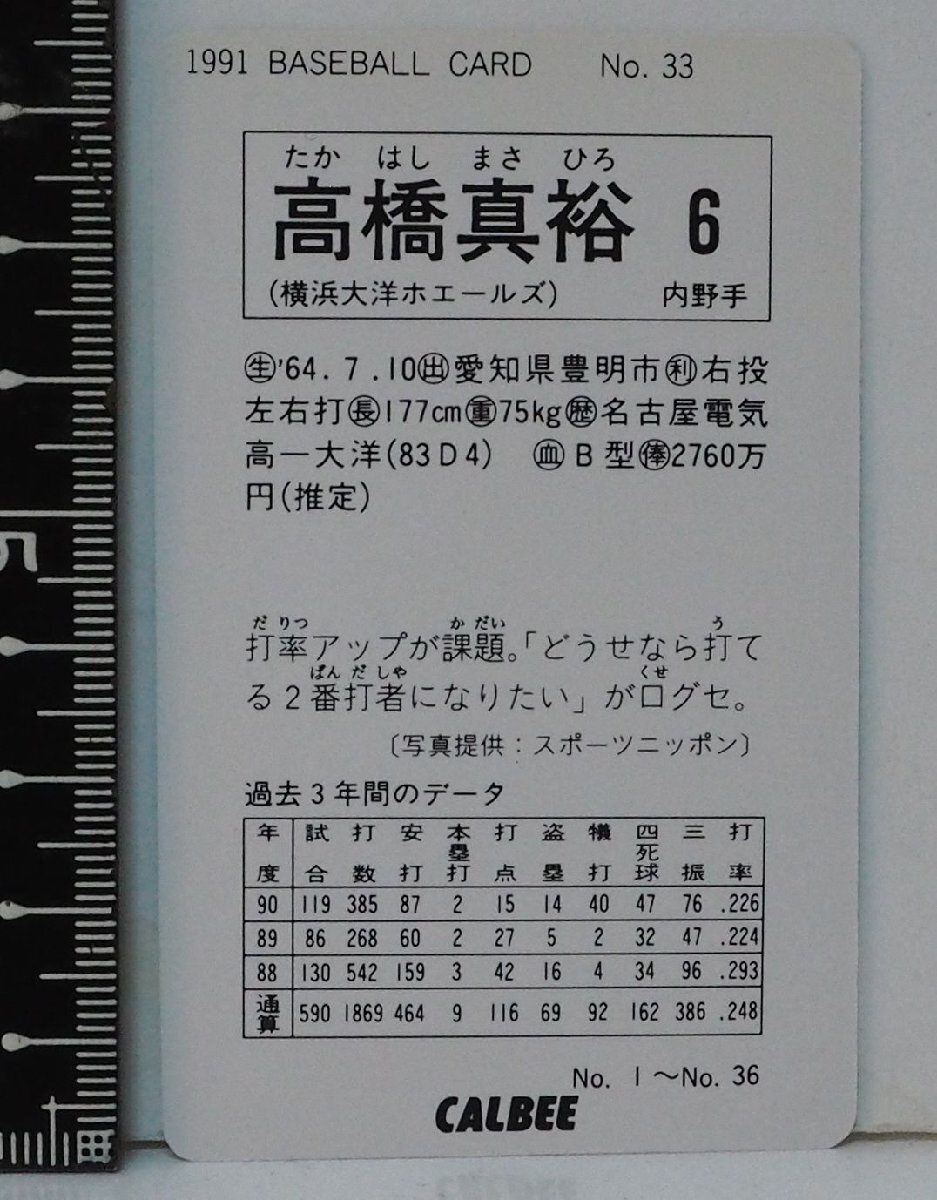 1991 BASEBALL CARD No. 33
たか はし まさ ひろ
高橋真裕 6
(横浜大洋ホエールズ) 内野手
㊤'64.7.10㊥愛知県豊明市㊒右投
左右打㊔177cm㊟75kg㊭名古屋電気
高—大洋(83D4) ㊋B型㊌2760万
円(推定)
だりつ かだい う
打率アップが課題。「どうせなら打て
ばんだしゃ くせ
る2番打者になりたい」が口グセ。
〔写真提供:スポーツニッポン〕
過去3年間のデータ
年度 試合 打数 安打 本塁打 打点 盗塁 犠打 四死球 三振 打率
90 119 385 87 2 15 14 40 47 76 .226
89 86 268 60 2 27 5 2 32 47 .224
88 130 542 159 3 42 16 4 34 96 .293
通算 590 1869 464 9 116 69 92 162 386 .248
No. 1〜No. 36
CALBEE
5